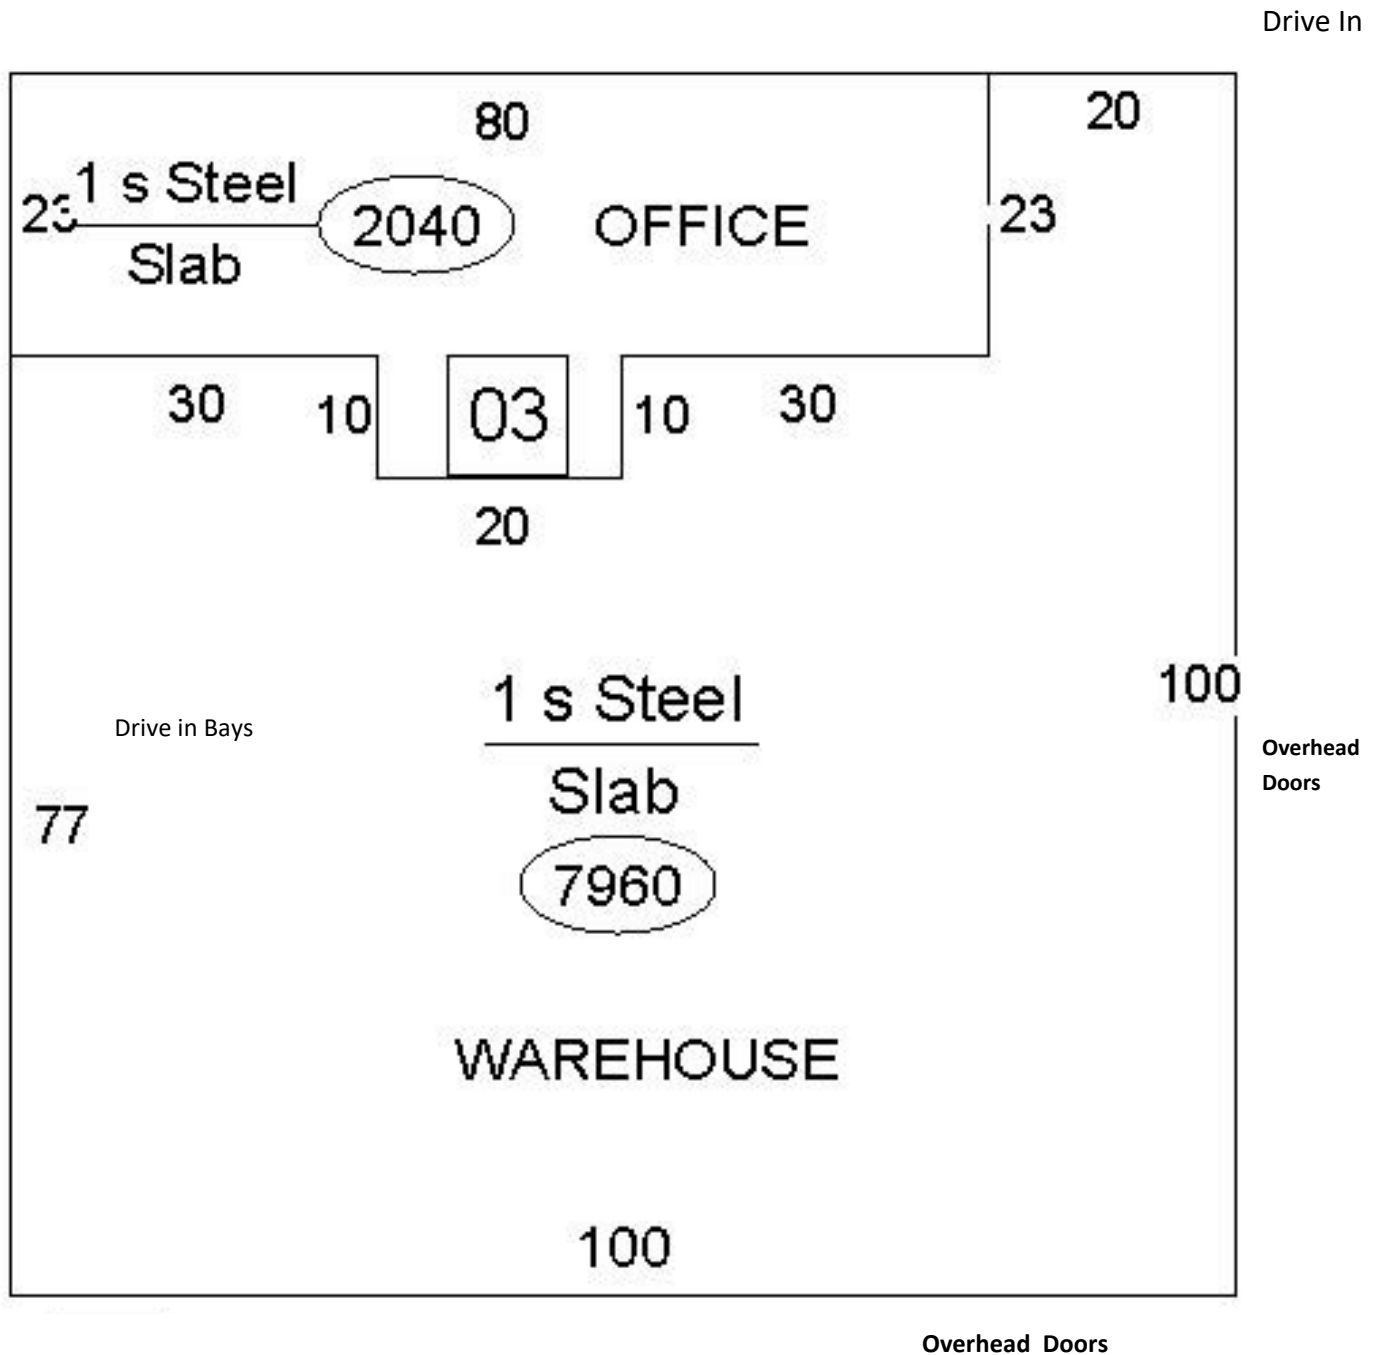 Drive In
80
20
1 s Steel
23
2040
OFFICE
23
Slab
30
10
03
10
30
20
1 s Steel
100
Drive in Bays
Overhead
Doors
Slab
77
7960
WAREHOUSE
100
Overhead Doors